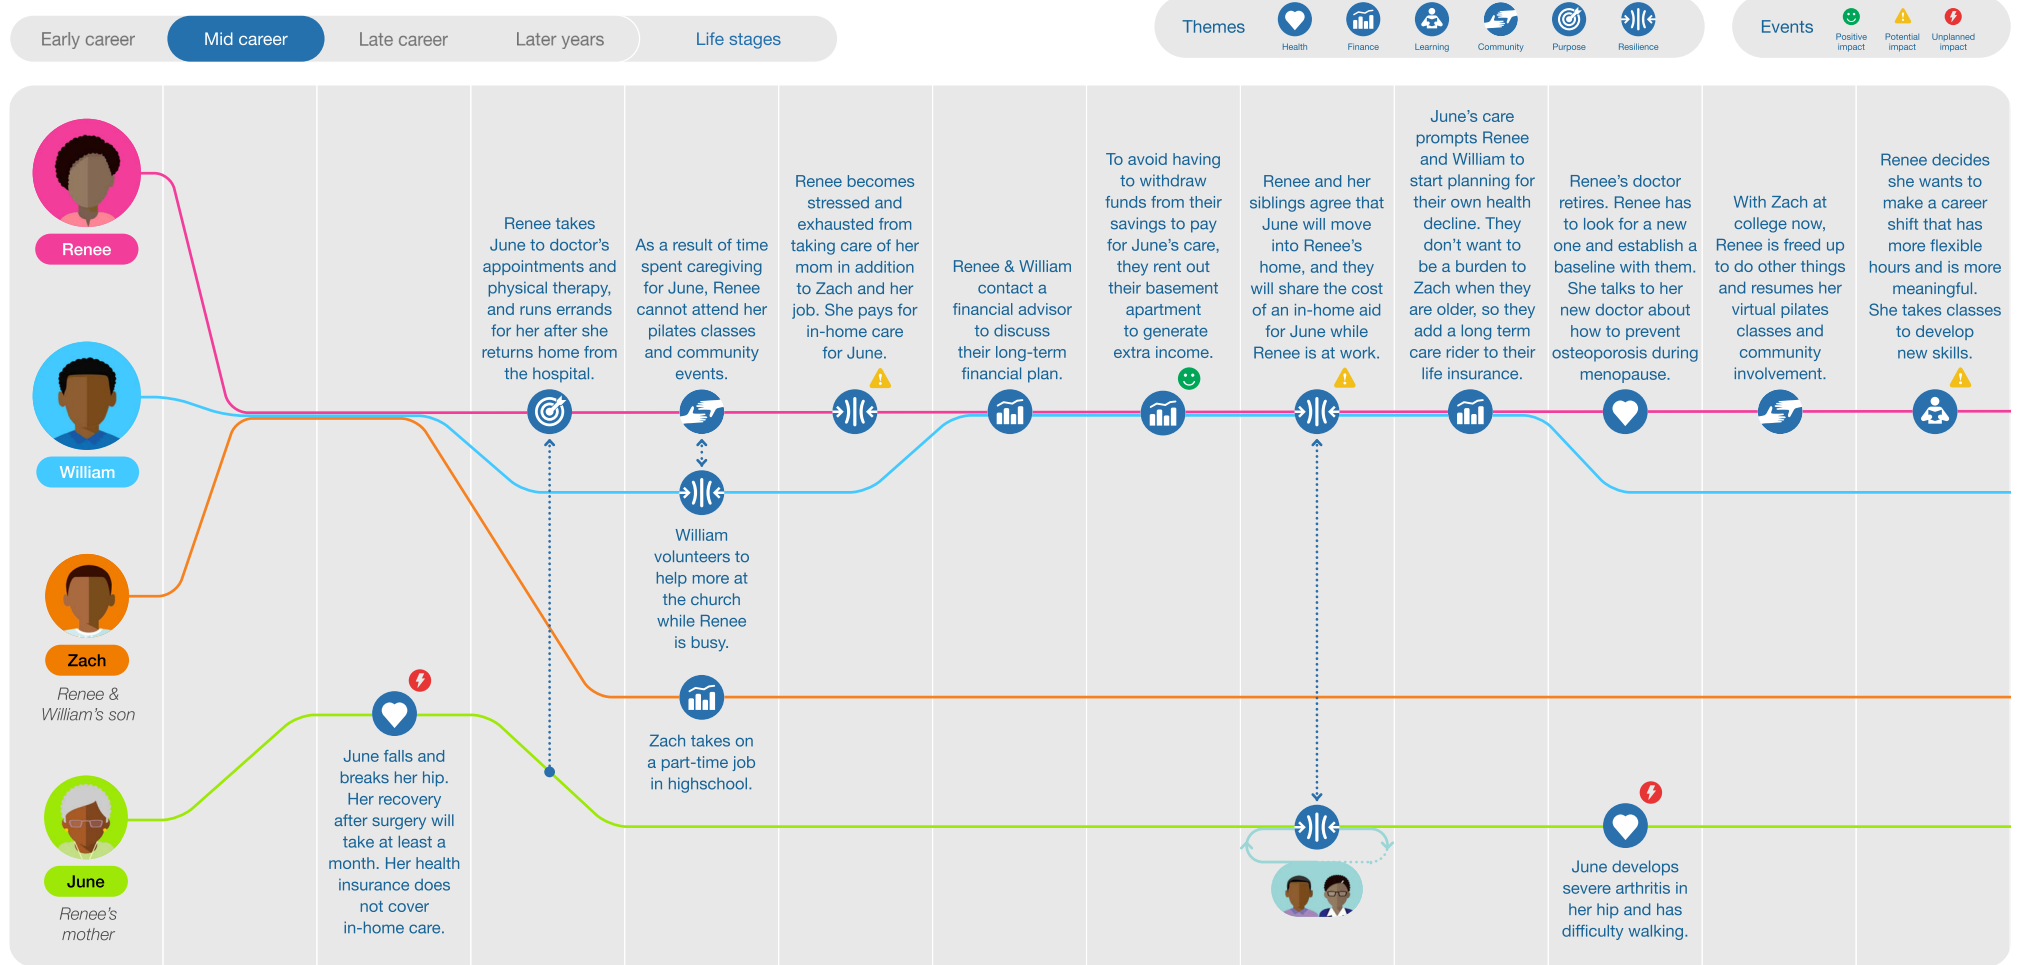 Early career
Mid career
Late career
Later years
Life stages
Themes
Health
Finance
Learning
Community
Purpose
Resilience
Events
Positive
impact
Potential
impact
Unplanned
impact
Renee
William
Zach
Renee &
William's son
June
Renee's
mother
June falls and
breaks her hip.
Her recovery
after surgery will
take at least a
month. Her health
insurance does
not cover
in-home care.
Renee takes
June to doctor's
appointments and
physical therapy,
and runs errands
for her after she
returns home from
the hospital.
As a result of time
spent caregiving
for June, Renee
cannot attend her
pilates classes
and community
events.
William
volunteers to
help more at
the church
while Renee
is busy.
Zach takes on
a part-time job
in highschool.
Renee becomes
stressed and
exhausted from
taking care of her
mom in addition
to Zach and her
job. She pays for
in-home care
for June.
Renee & William
contact a
financial advisor
to discuss
their long-term
financial plan.
To avoid having
to withdraw
funds from their
savings to pay
for June's care,
they rent out
their basement
apartment
to generate
extra income.
Renee and her
siblings agree that
June will move
into Renee's
home, and they
will share the cost
of an in-home aid
for June while
Renee is at work.
June's care
prompts Renee
and William to
start planning for
their own health
decline. They
don't want to
be a burden to
Zach when they
are older, so they
add a long term
care rider to their
life insurance.
Renee's doctor
retires. Renee has
to look for a new
one and establish a
baseline with them.
She talks to her
new doctor about
how to prevent
osteoporosis during
menopause.
June develops
severe arthritis in
her hip and has
difficulty walking.
With Zach at
college now,
Renee is freed up
to do other things
and resumes her
virtual pilates
classes and
community
involvement.
Renee decides
she wants to
make a career
shift that has
more flexible
hours and is more
meaningful.
She takes classes
to develop
new skills.